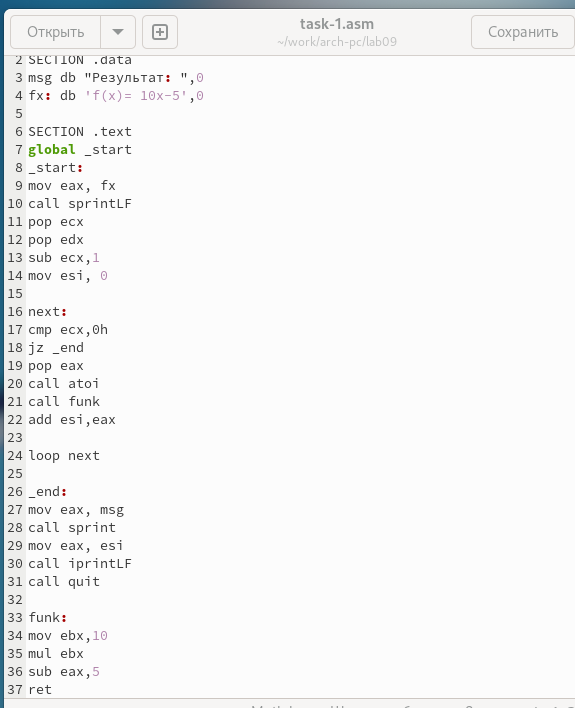 Открыть
task-1.asm
~/work/arch-pc/lab09
Сохранить
2 SECTION .data
3 msg db "Результат: ",0
4 fx: db 'f(x)= 10x-5',0
5
6 SECTION .text
7 global _start
8 _start:
9 mov eax, fx
10 call sprintLF
11 pop ecx
12 pop edx
13 sub ecx,1
14 mov esi, 0
15
16 next:
17 cmp ecx,0h
18 jz _end
19 pop eax
20 call atoi
21 call funk
22 add esi,eax
23
24 loop next
25
26 _end:
27 mov eax, msg
28 call sprint
29 mov eax, esi
30 call iprintLF
31 call quit
32
33 funk:
34 mov ebx,10
35 mul ebx
36 sub eax,5
37 ret